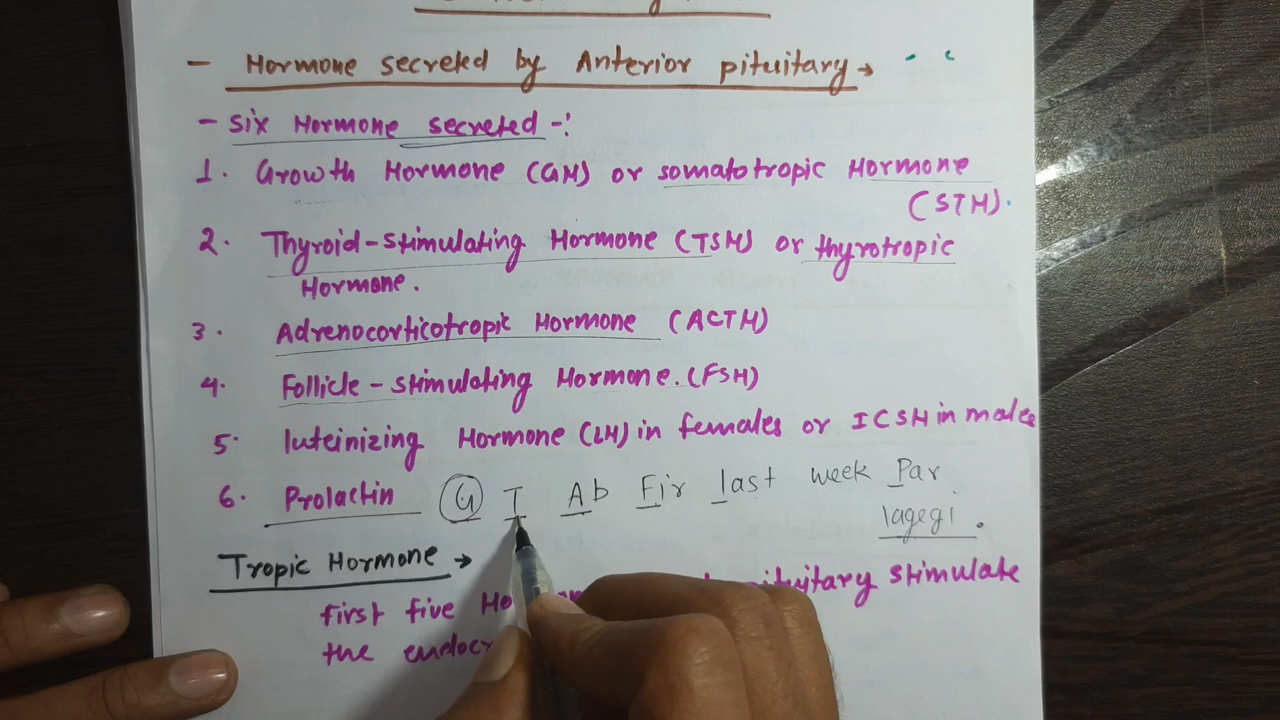 - Hormone secreted by Anterior pituitary →
- Six Hormone secreted -:
1. Growth Hormone (GH) or somatotropic Hormone
(STH).
2. Thyroid-stimulating Hormone (TSH) or thyrotropic
Hormone.
3. Adrenocorticotropic Hormone (ACTH)
4. Follicle-stimulating Hormone. (FSH)
5. luteinizing Hormone (LH) in females or ICSH in males
6. Prolactin G T Ab Fir last week Par
lagegi.
Tropic Hormone →
first five pituitary stimulate
the